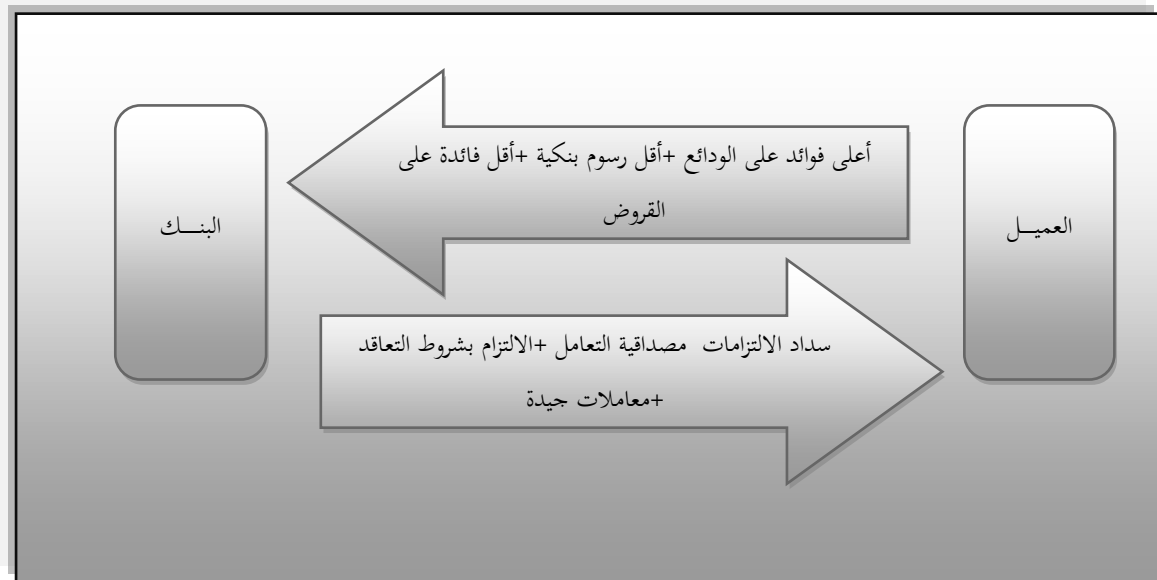 العميــل
أعلى فوائد على الودائع +أقل رسوم بنكية +أقل فائدة على
القروض
البنــــك
سداد الالتزامات  مصداقية التعامل +الالتزام بشروط التعاقد
+معاملات جيدة